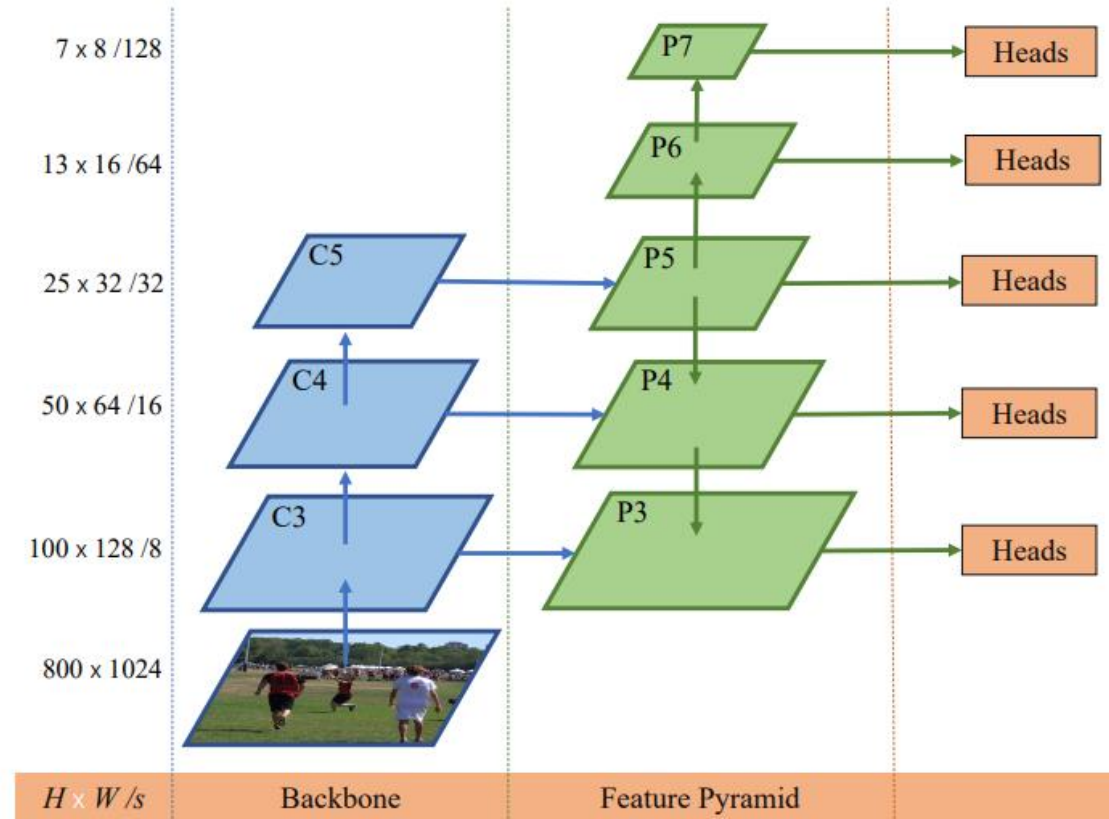 7 x 8 /128
P7
Heads
13 x 16 /64
P6
Heads
25 x 32 /32
C5
P5
Heads
50 x 64 /16
C4
P4
Heads
100 x 128 /8
C3
P3
Heads
800 x 1024
H x W /s
Backbone
Feature Pyramid